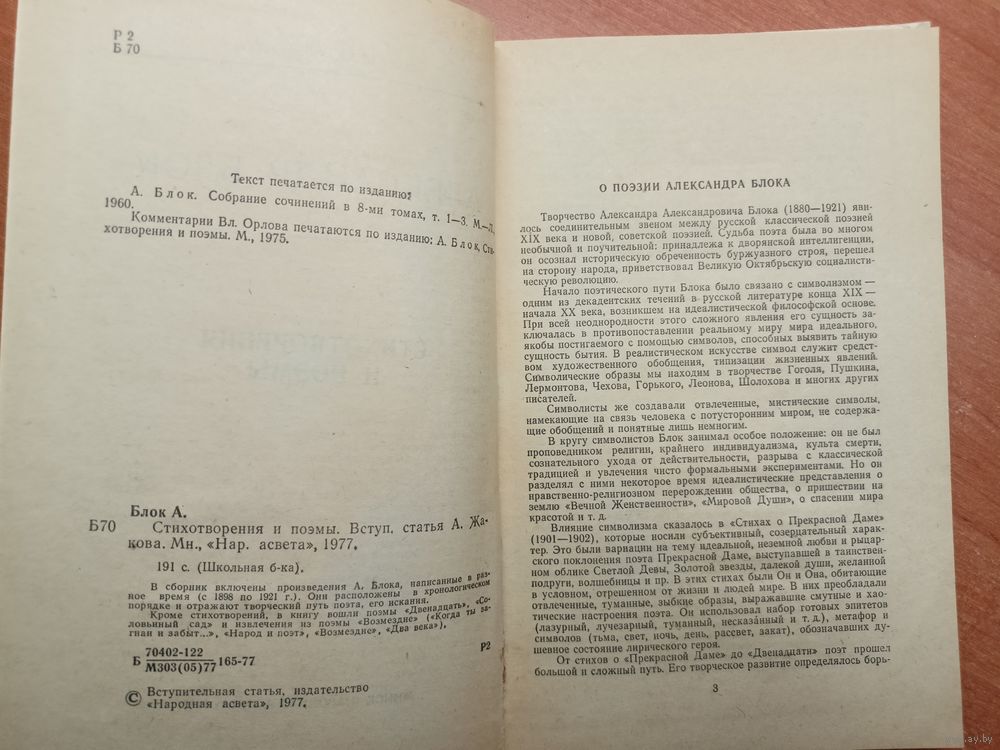 Р 2
Б 70
Текст печатается по изданию:
А. Блок. Собрание сочинений в 8-ми томах, т. 1—3. М.—Л.,
1960.
Комментарии Вл. Орлова печатаются по изданию: А. Блок, Сти-
хотворения и поэмы. М., 1975.
Блок А.
Б70 Стихотворения и поэмы. Вступ. статья А. Жа-
кова. Мн., «Нар. асвета», 1977.
191 с. (Школьная б-ка).
В сборник включены произведения А. Блока, написанные в раз-
ное время (с 1898 по 1921 г.). Они расположены в хронологическом
порядке и отражают творческий путь поэта, его искания.
Кроме стихотворений, в книгу вошли поэмы «Двенадцать», «Со-
ловьиный сад» и извлечения из поэмы «Возмездие» («Когда ты за-
гнан и забит...», «Народ и поэт», «Возмездие», «Два века»).
Б 70402-122
М303(05)77 165-77
Р2
© Вступительная статья, издательство
«Народная асвета», 1977.
О ПОЭЗИИ АЛЕКСАНДРА БЛОКА
Творчество Александра Александровича Блока (1880—1921) яви-
лось соединительным звеном между русской классической поэзией
XIX века и новой, советской поэзией. Судьба поэта была во многом
необычной и поучительной: принадлежа к дворянской интеллигенции,
он осознал историческую обреченность буржуазного строя, перешел
на сторону народа, приветствовал Великую Октябрьскую социалисти-
ческую революцию.
Начало поэтического пути Блока было связано с символизмом —
одним из декадентских течений в русской литературе конца XIX —
начала XX века, возникшем на идеалистической философской основе.
При всей неоднородности этого сложного явления его сущность за-
ключалась в противопоставлении реальному миру мира идеального,
якобы постигаемого с помощью символов, способных выявить тайную
сущность бытия. В реалистическом искусстве символ служит средст-
вом художественного обобщения, типизации жизненных явлений.
Символические образы мы находим в творчестве Гоголя, Пушкина,
Лермонтова, Чехова, Горького, Леонова, Шолохова и многих других
писателей.
Символисты же создавали отвлеченные, мистические символы,
намекающие на связь человека с потусторонним миром, не содержа-
щие обобщений и понятные лишь немногим.
В кругу символистов Блок занимал особое положение: он не был
проповедником религии, крайнего индивидуализма, культа смерти,
сознательного ухода от действительности, разрыва с классической
традицией и увлечения чисто формальными экспериментами. Но он
разделял с ними некоторое время идеалистические представления о
нравственно-религиозном перерождении общества, о пришествии на
землю «Вечной Женственности», «Мировой Души», о спасении мира
красотой и т. д.
Влияние символизма сказалось в «Стихах о Прекрасной Даме»
(1901—1902), которые носили субъективный, созерцательный харак-
тер. Это были вариации на тему идеальной, неземной любви и рыцар-
ского поклонения поэта Прекрасной Даме, выступавшей в таинствен-
ном облике Светлой Девы, Золотой звезды, далекой души, желанной
подруги, волшебницы и пр. В этих стихах были Он и Она, обитающие
в условном, отрешенном от жизни и людей мире. В них преобладали
отвлеченные, туманные, зыбкие образы, выражавшие смутные и хао-
тические настроения поэта. Он использовал набор готовых эпитетов
(лазурный, лучезарный, туманный, несказанный и т. д.), метафор и
символов (тьма, свет, ночь, день, рассвет, закат), обозначавших ду-
шевное состояние лирического героя.
От стихов о «Прекрасной Даме» до «Двенадцати» поэт прошел
большой и сложный путь. Его творческое развитие определялось борь-
3
www.ay.by